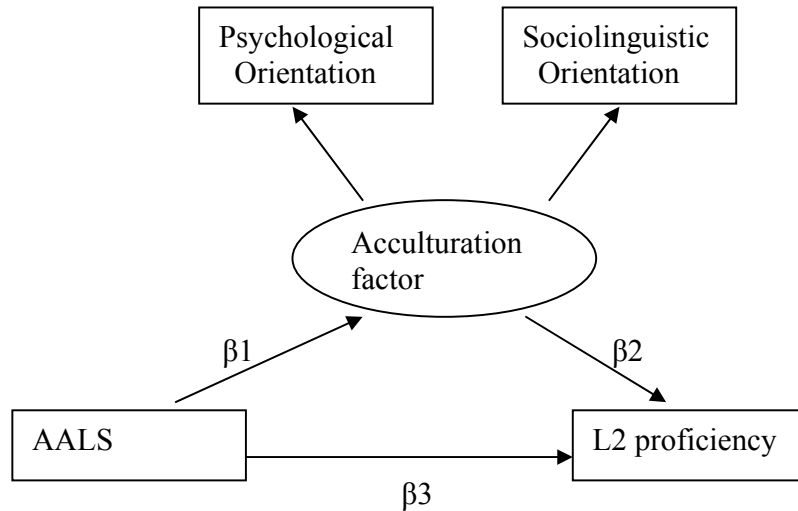 Psychological
Orientation
Sociolinguistic
Orientation
Acculturation
factor
β1
β2
AALS
L2 proficiency
β3